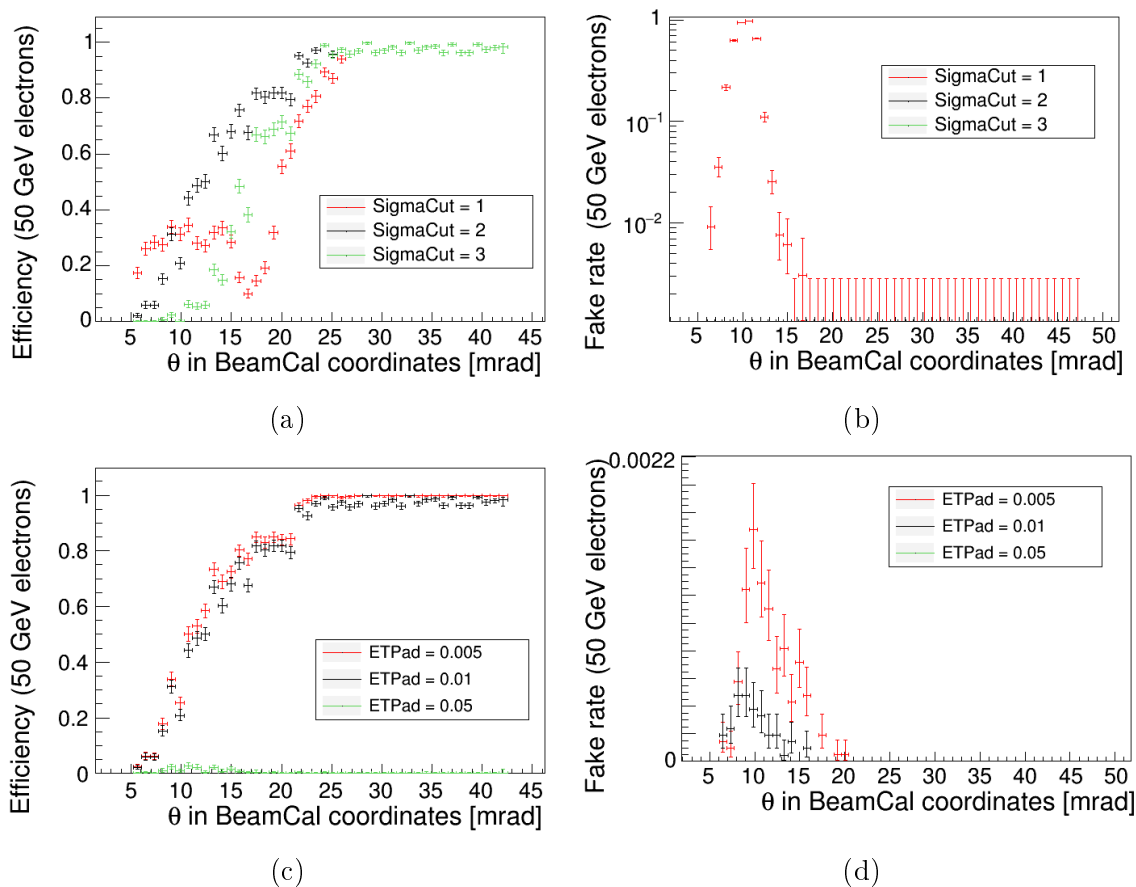 Efficiency (50 GeV electrons)
1
0.8
0.6
0.4
0.2
0
SigmaCut = 1
SigmaCut = 2
SigmaCut = 3
5 10 15 20 25 30 35 40 45
θ in BeamCal coordinates [mrad]
(a)
Fake rate (50 GeV electrons)
1
10⁻¹
10⁻²
SigmaCut = 1
SigmaCut = 2
SigmaCut = 3
5 10 15 20 25 30 35 40 45 50
θ in BeamCal coordinates [mrad]
(b)
Efficiency (50 GeV electrons)
1
0.8
0.6
0.4
0.2
0
ETPad = 0.005
ETPad = 0.01
ETPad = 0.05
5 10 15 20 25 30 35 40 45
θ in BeamCal coordinates [mrad]
(c)
Fake rate (50 GeV electrons)
0.0022
0
ETPad = 0.005
ETPad = 0.01
ETPad = 0.05
5 10 15 20 25 30 35 40 45 50
θ in BeamCal coordinates [mrad]
(d)